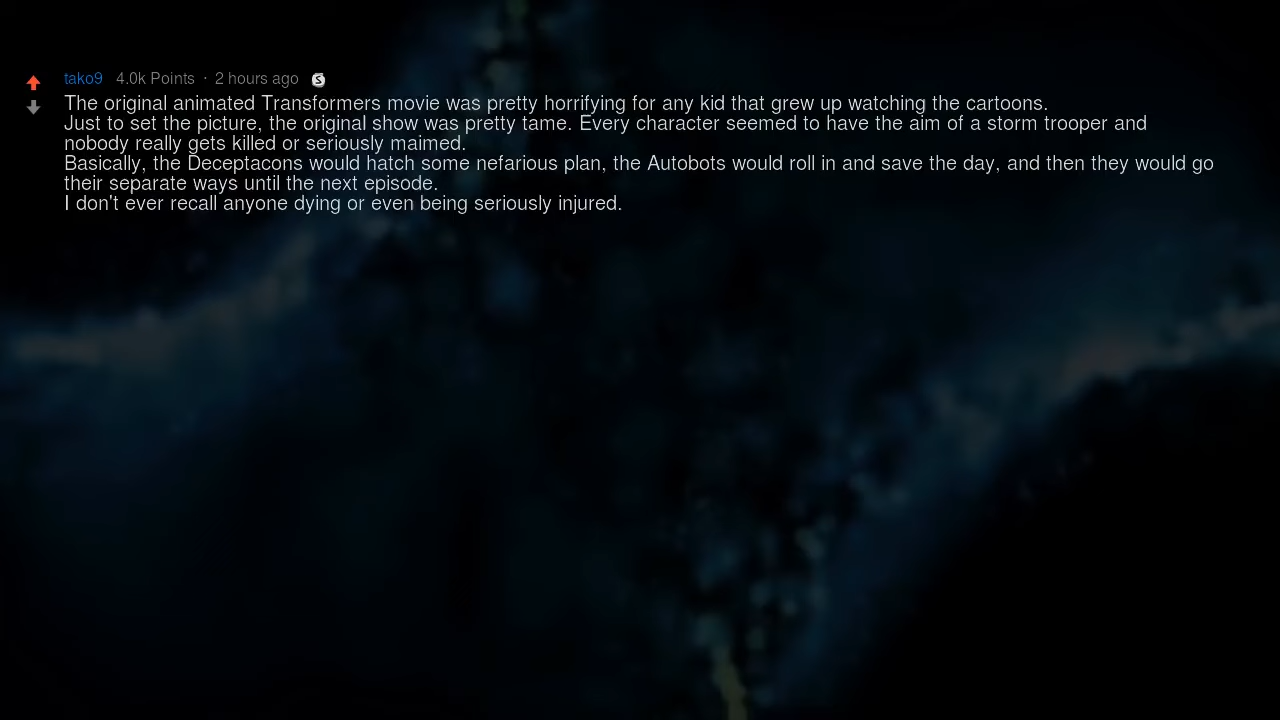 tako9 4.0k Points · 2 hours ago S
The original animated Transformers movie was pretty horrifying for any kid that grew up watching the cartoons.
Just to set the picture, the original show was pretty tame. Every character seemed to have the aim of a storm trooper and
nobody really gets killed or seriously maimed.
Basically, the Deceptacons would hatch some nefarious plan, the Autobots would roll in and save the day, and then they would go
their separate ways until the next episode.
I don't ever recall anyone dying or even being seriously injured.